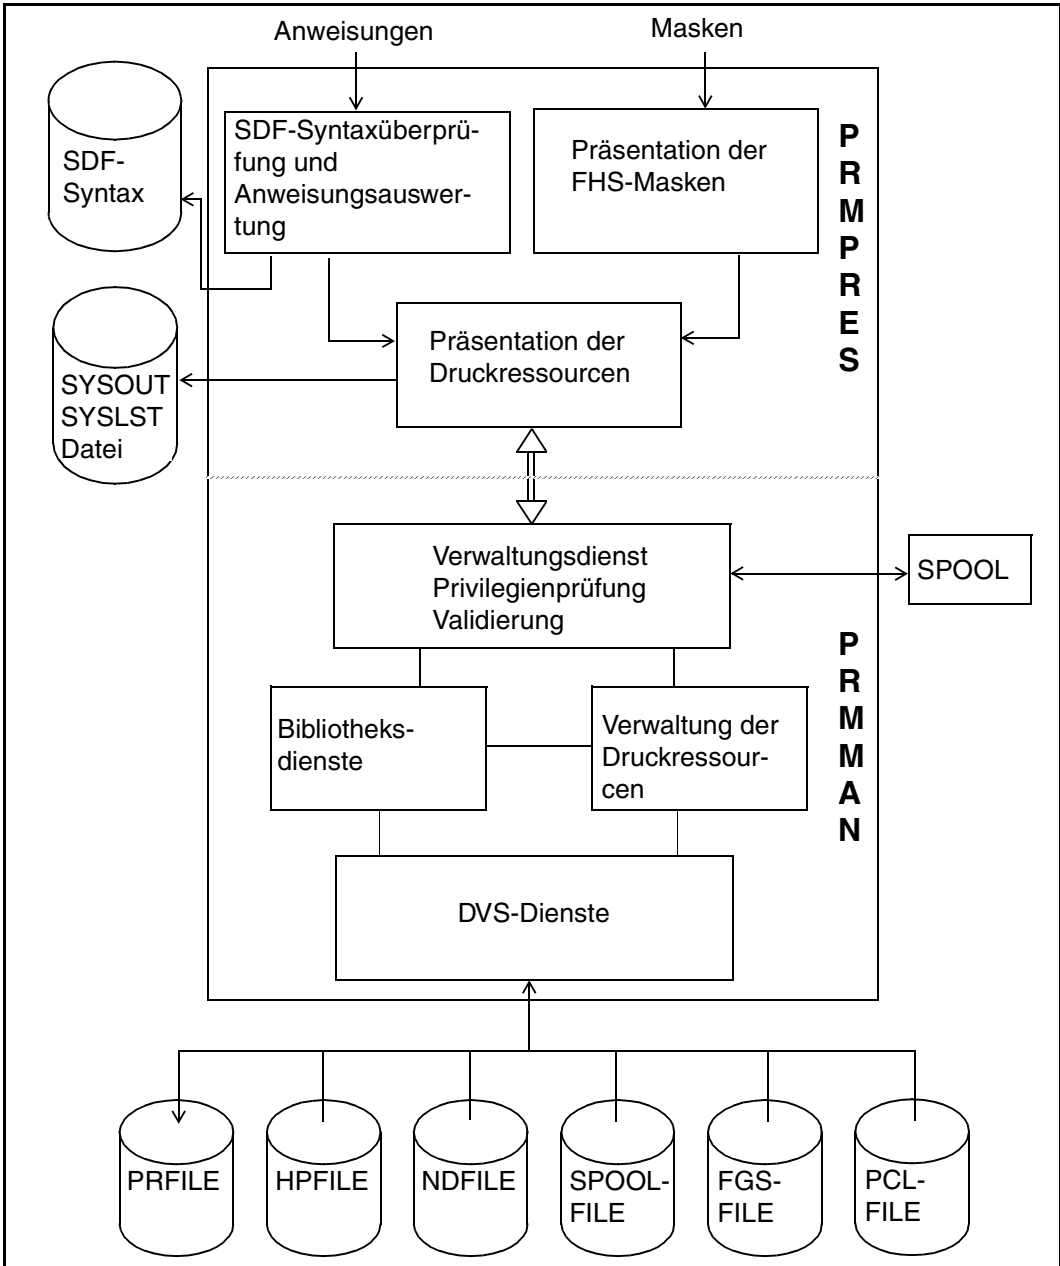 Anweisungen
Masken
SDF-
Syntax
SDF-Syntaxüberprü-
fung und
Anweisungsauswer-
tung
Präsentation der
FHS-Masken
PRMPRES
SYSOUT
SYSLST
Datei
Präsentation der
Druckressourcen
Verwaltungsdienst
Privilegienprüfung
Validierung
SPOOL
PRMMAN
Bibliotheks-
dienste
Verwaltung der
Druckressour-
cen
DVS-Dienste
PRFILE
HPFILE
NDFILE
SPOOL-
FILE
FGS-
FILE
PCL-
FILE